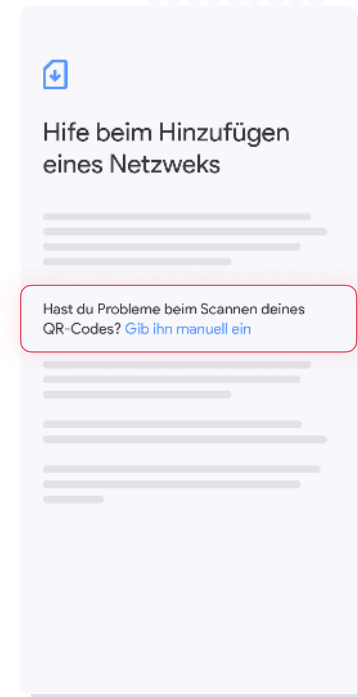 Hife beim Hinzufügen
eines Netzweks
Hast du Probleme beim Scannen deines
QR-Codes? Gib ihn manuell ein